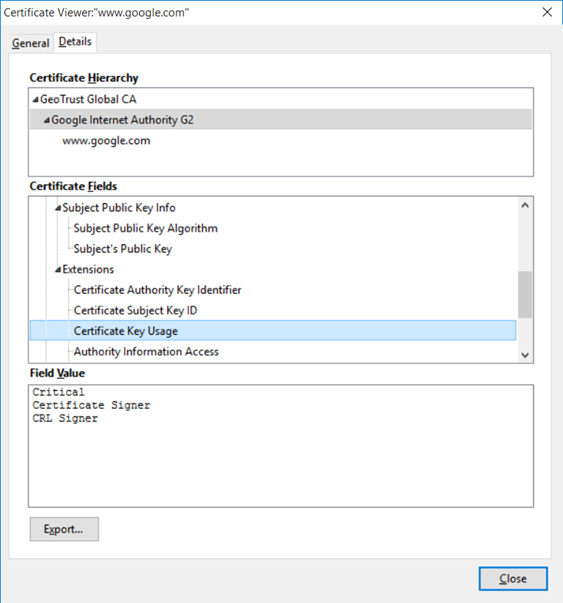 Certificate Viewer:"www.google.com"
General Details
Certificate Hierarchy
GeoTrust Global CA
Google Internet Authority G2
www.google.com
Certificate Fields
Subject Public Key Info
Subject Public Key Algorithm
Subject's Public Key
Extensions
Certificate Authority Key Identifier
Certificate Subject Key ID
Certificate Key Usage
Authority Information Access
Field Value
Critical
Certificate Signer
CRL Signer
Export...
Close